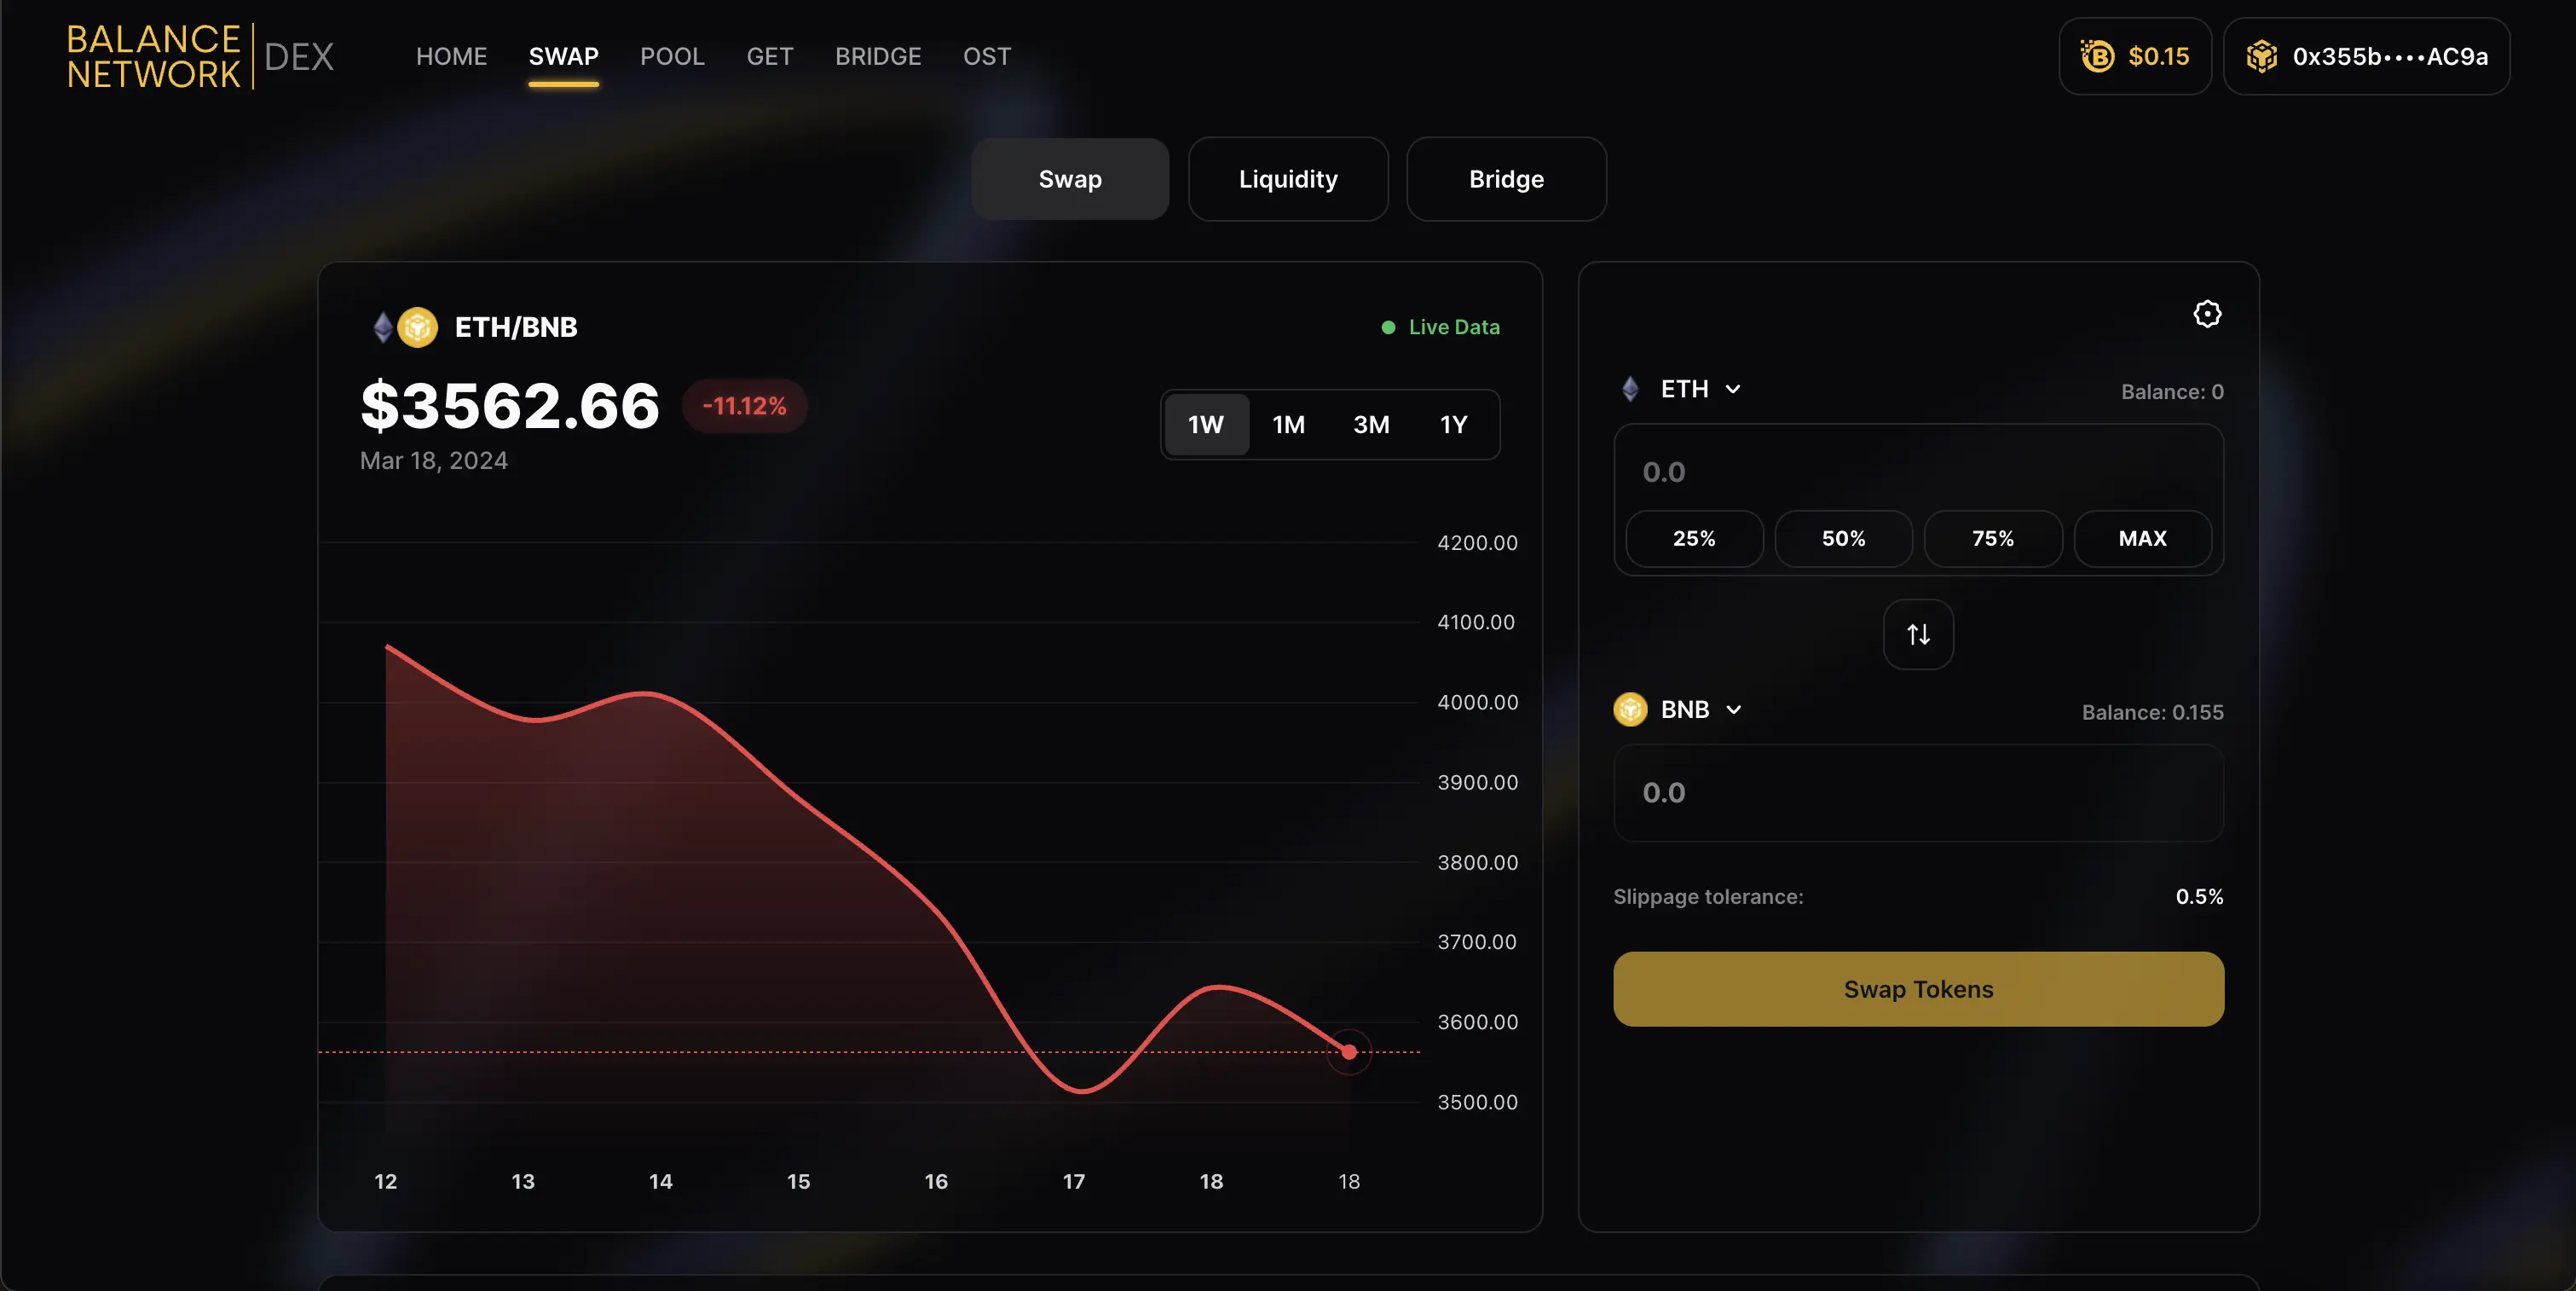 BALANCE
NETWORK
DEX
HOME SWAP POOL GET BRIDGE OST
$0.15
0x355b••••AC9a
Swap Liquidity Bridge
ETH/BNB
Live Data
$3562.66 -11.12%
Mar 18, 2024
1W 1M 3M 1Y
4200.00
4100.00
4000.00
3900.00
3800.00
3700.00
3600.00
3500.00
12 13 14 15 16 17 18 18
ETH Balance: 0
0.0
25% 50% 75% MAX
BNB Balance: 0.155
0.0
Slippage tolerance: 0.5%
Swap Tokens